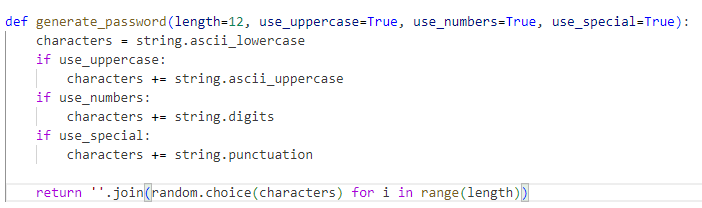 def generate_password(length=12, use_uppercase=True, use_numbers=True, use_special=True):
    characters = string.ascii_lowercase
    if use_uppercase:
        characters += string.ascii_uppercase
    if use_numbers:
        characters += string.digits
    if use_special:
        characters += string.punctuation

    return ''.join(random.choice(characters) for i in range(length))